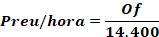 Preu/hora = Of / 14.400